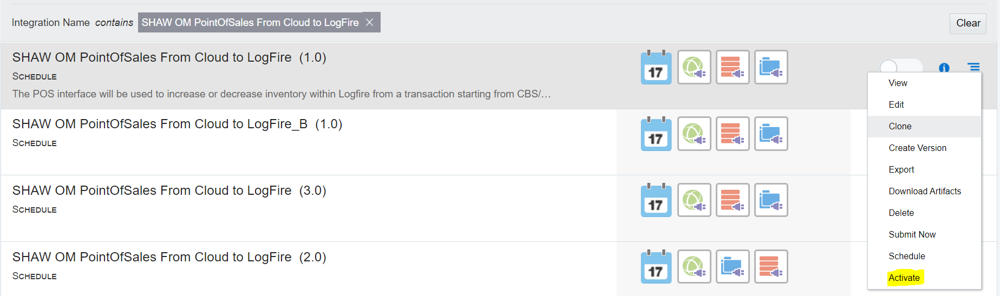 Integration Name contains SHAW OM PointOfSales From Cloud to LogFire X Clear
SHAW OM PointOfSales From Cloud to LogFire (1.0)
17
SCHEDULE
The POS interface will be used to increase or decrease inventory within Logfire from a transaction starting from CBS/…
SHAW OM PointOfSales From Cloud to LogFire_B (1.0)
17
SCHEDULE
SHAW OM PointOfSales From Cloud to LogFire (3.0)
17
SCHEDULE
SHAW OM PointOfSales From Cloud to LogFire (2.0)
17
SCHEDULE
View
Edit
Clone
Create Version
Export
Download Artifacts
Delete
Submit Now
Schedule
Activate